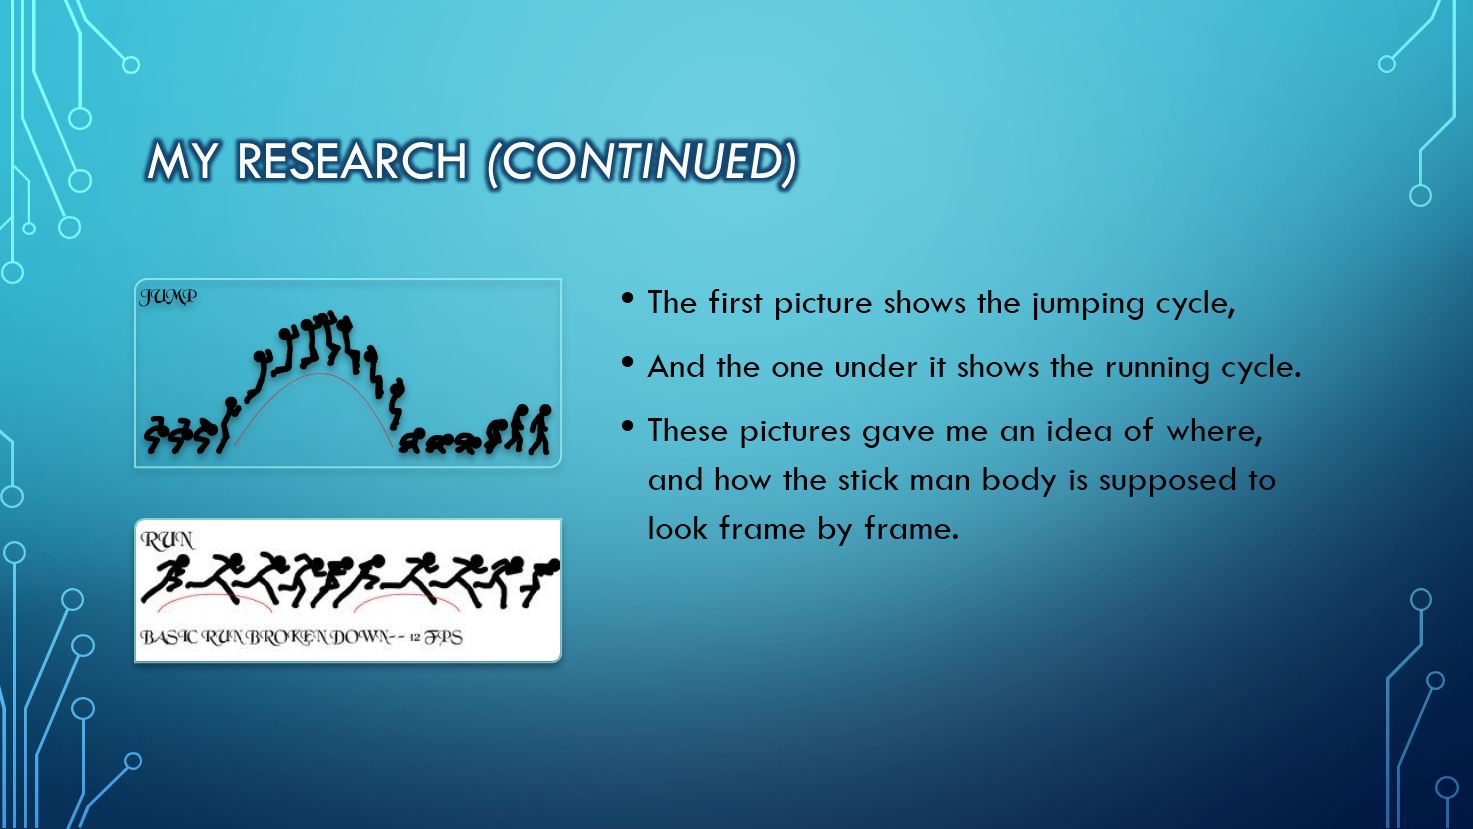 MY RESEARCH (CONTINUED)
JUMP
RUN
BASIC RUN BROKEN DOWN-- 12 FPS
• The first picture shows the jumping cycle,
• And the one under it shows the running cycle.
• These pictures gave me an idea of where,
and how the stick man body is supposed to
look frame by frame.